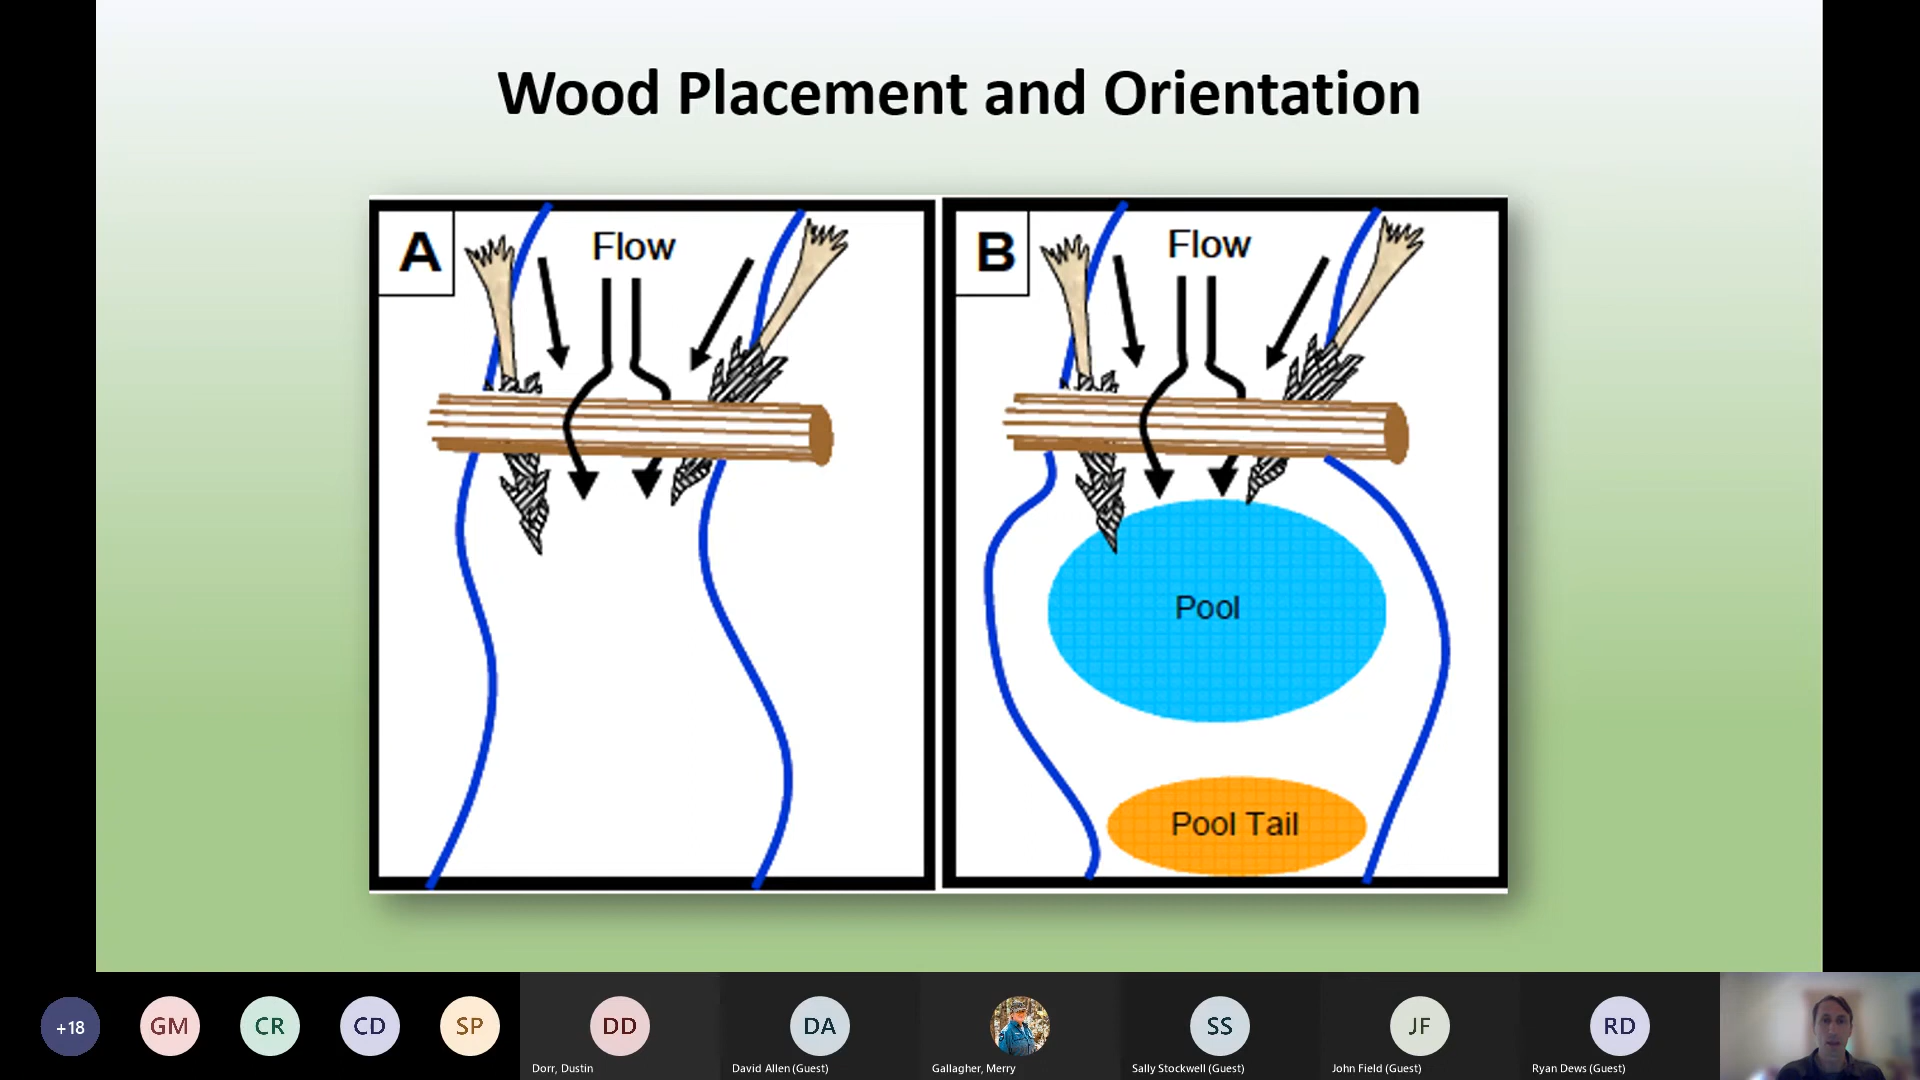 Wood Placement and Orientation
A
Flow
B
Flow
Pool
Pool Tail
+18
GM
CR
CD
SP
DD
DA
SS
JF
RD
Dorr, Dustin
David Allen (Guest)
Gallagher, Merry
Sally Stockwell (Guest)
John Field (Guest)
Ryan Dews (Guest)